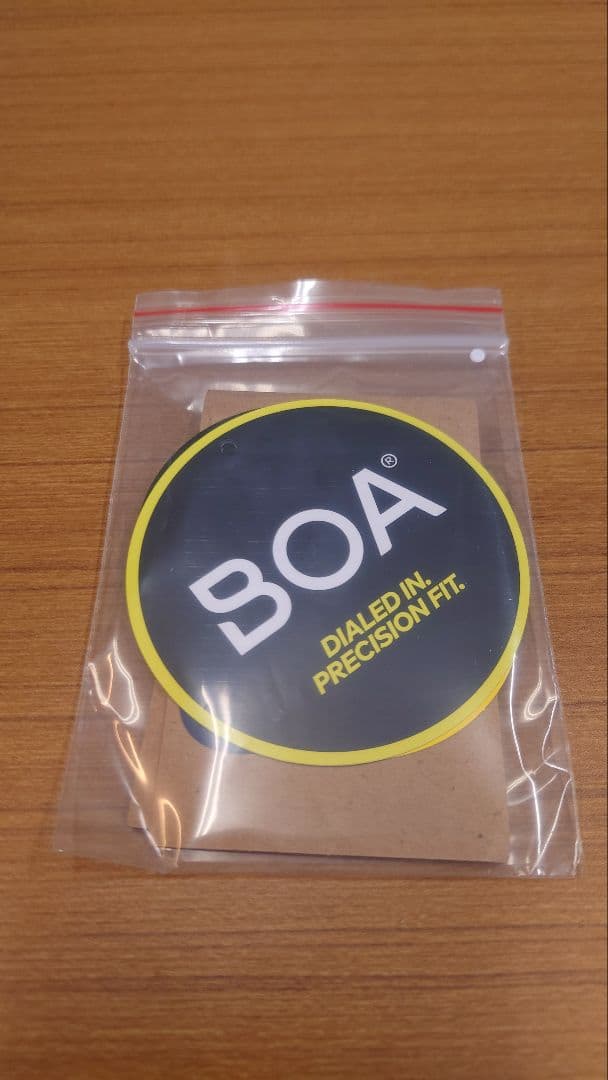 BOA®
DIALED IN.
PRECISION FIT.